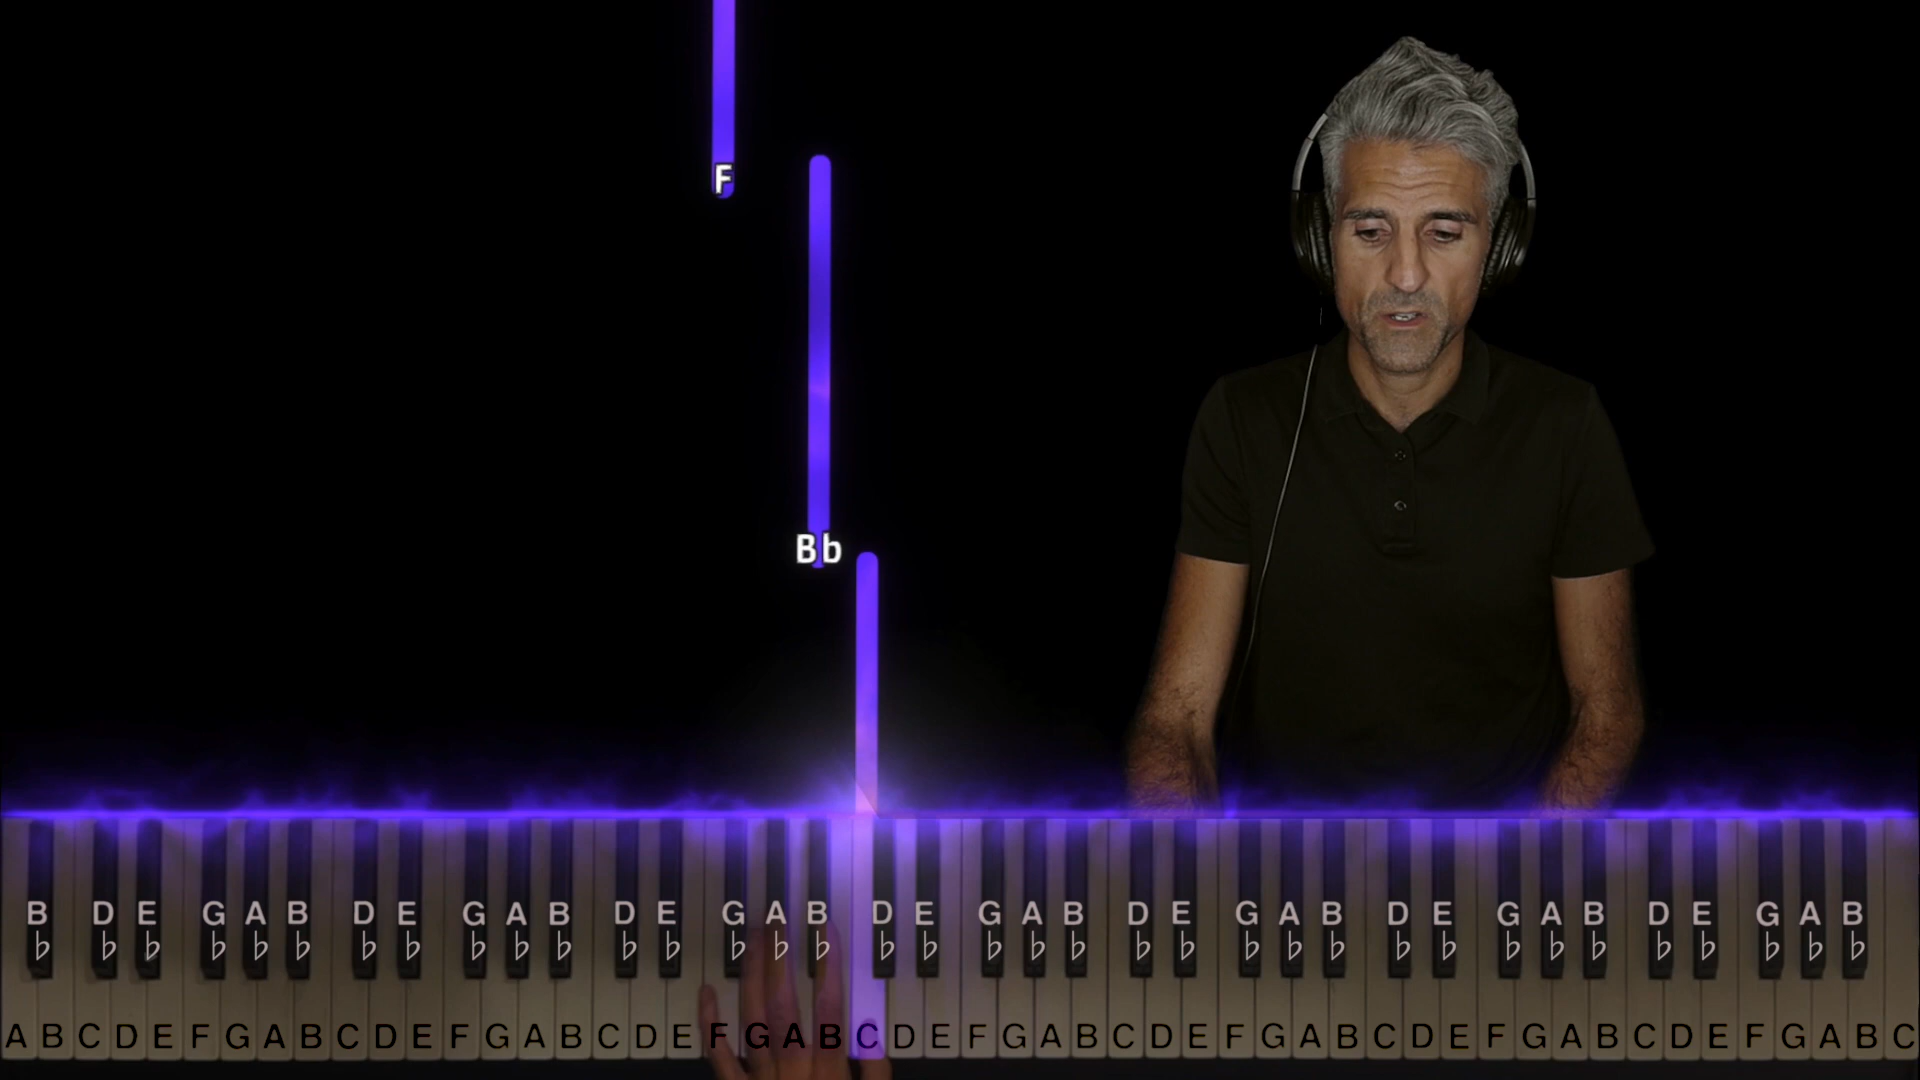 F
Bb
B D E G A B D E G A B D E G A B D E G A B D E G A B D E G A B D E G A B
♭ ♭ ♭ ♭ ♭ ♭ ♭ ♭ ♭ ♭ ♭ ♭ ♭ ♭ ♭ ♭ ♭ ♭ ♭ ♭ ♭ ♭ ♭ ♭ ♭ ♭ ♭ ♭ ♭ ♭ ♭ ♭ ♭ ♭ ♭ ♭
A B C D E F G A B C D E F G A B C D E F G A B C D E F G A B C D E F G A B C D E F G A B C D E F G A B C